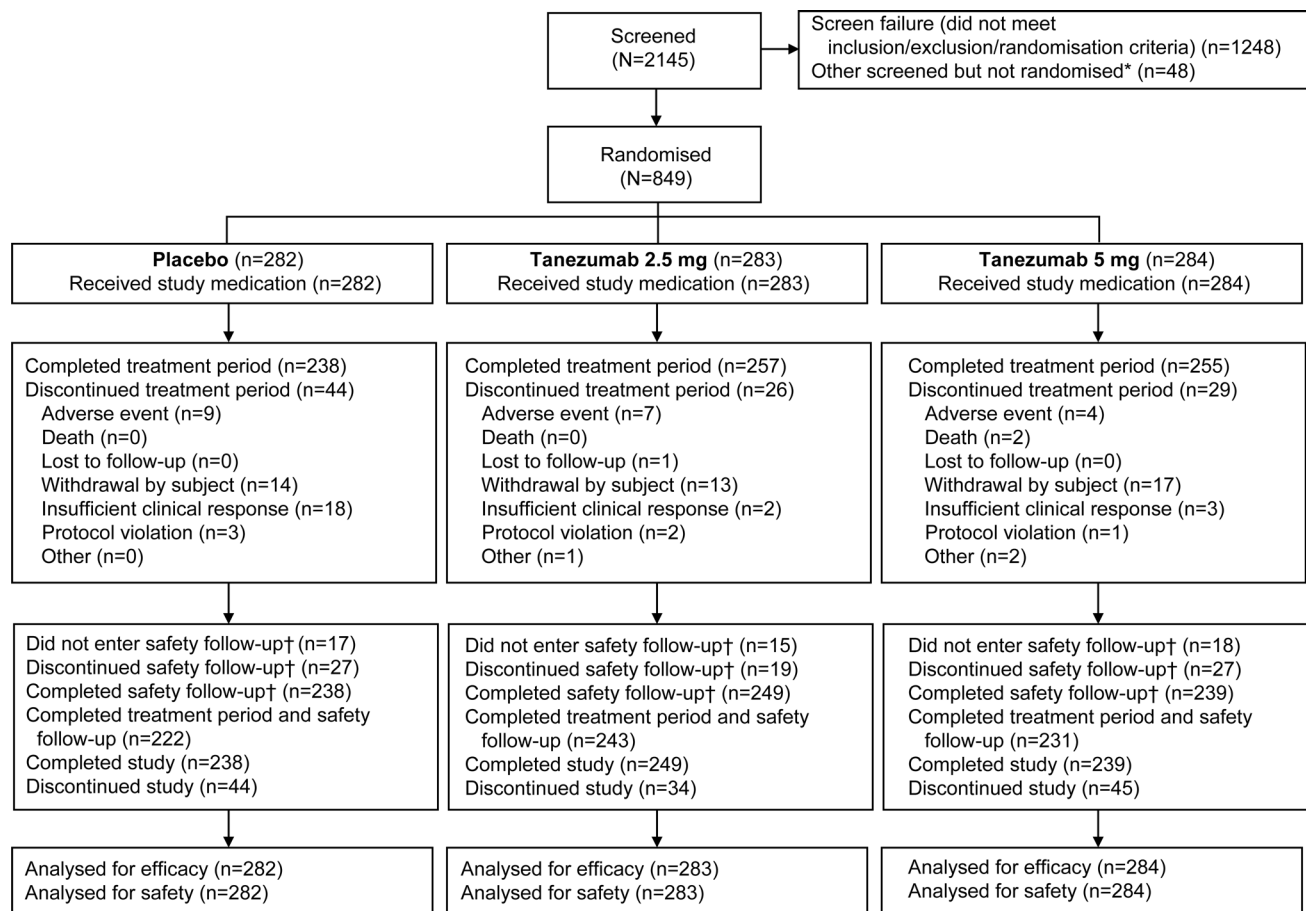 Screened
(N=2145)
Screen failure (did not meet
inclusion/exclusion/randomisation criteria) (n=1248)
Other screened but not randomised* (n=48)
Randomised
(N=849)
Placebo (n=282)
Received study medication (n=282)
Tanezumab 2.5 mg (n=283)
Received study medication (n=283)
Tanezumab 5 mg (n=284)
Received study medication (n=284)
Completed treatment period (n=238)
Discontinued treatment period (n=44)
Adverse event (n=9)
Death (n=0)
Lost to follow-up (n=0)
Withdrawal by subject (n=14)
Insufficient clinical response (n=18)
Protocol violation (n=3)
Other (n=0)
Completed treatment period (n=257)
Discontinued treatment period (n=26)
Adverse event (n=7)
Death (n=0)
Lost to follow-up (n=1)
Withdrawal by subject (n=13)
Insufficient clinical response (n=2)
Protocol violation (n=2)
Other (n=1)
Completed treatment period (n=255)
Discontinued treatment period (n=29)
Adverse event (n=4)
Death (n=2)
Lost to follow-up (n=0)
Withdrawal by subject (n=17)
Insufficient clinical response (n=3)
Protocol violation (n=1)
Other (n=2)
Did not enter safety follow-up† (n=17)
Discontinued safety follow-up† (n=27)
Completed safety follow-up† (n=238)
Completed treatment period and safety
follow-up (n=222)
Completed study (n=238)
Discontinued study (n=44)
Did not enter safety follow-up† (n=15)
Discontinued safety follow-up† (n=19)
Completed safety follow-up† (n=249)
Completed treatment period and safety
follow-up (n=243)
Completed study (n=249)
Discontinued study (n=34)
Did not enter safety follow-up† (n=18)
Discontinued safety follow-up† (n=27)
Completed safety follow-up† (n=239)
Completed treatment period and safety
follow-up (n=231)
Completed study (n=239)
Discontinued study (n=45)
Analysed for efficacy (n=282)
Analysed for safety (n=282)
Analysed for efficacy (n=283)
Analysed for safety (n=283)
Analysed for efficacy (n=284)
Analysed for safety (n=284)